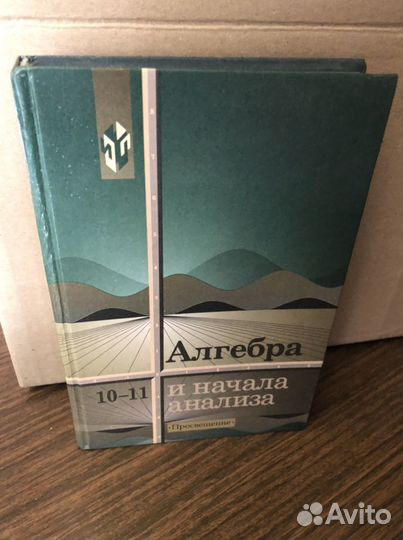 Алгебра
10-11 и начала
анализа
«Просвещение»
Avito